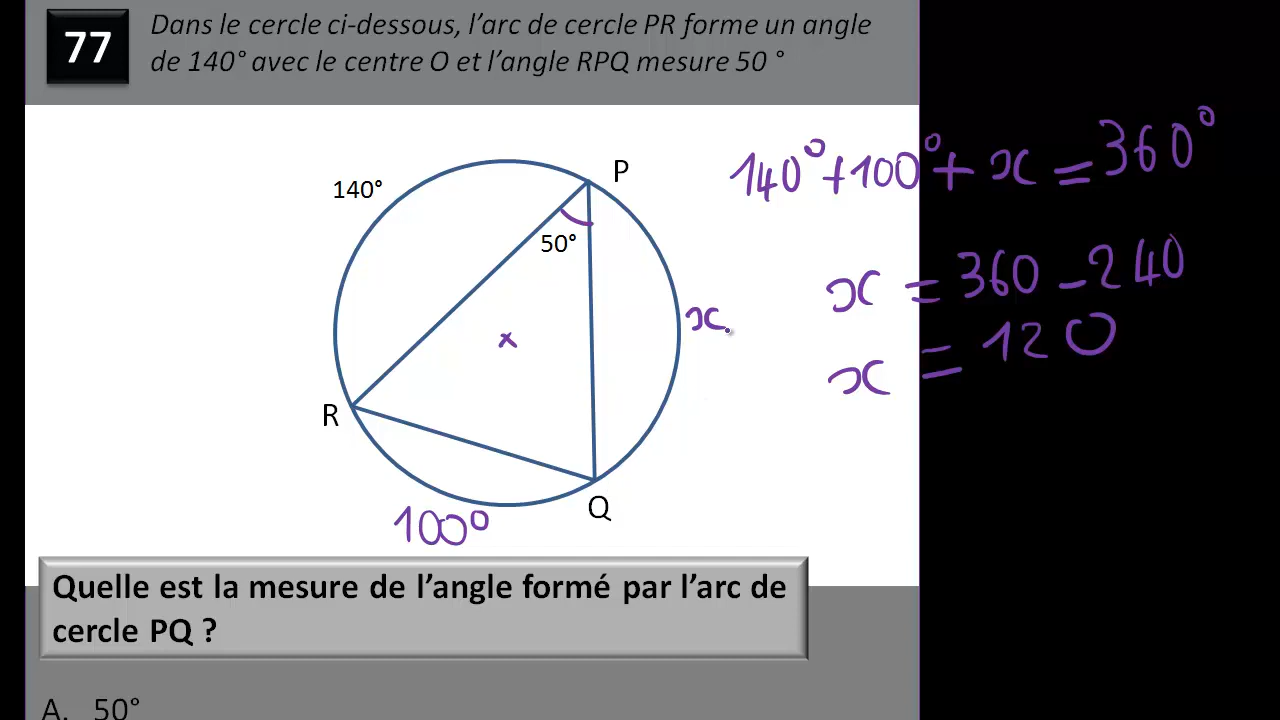 77
Dans le cercle ci-dessous, l'arc de cercle PR forme un angle
de 140° avec le centre O et l'angle RPQ mesure 50 °
140° + 100° + x = 360°
P
140°
50°
x = 360 - 240
x
x = 120
R
Q
100°
Quelle est la mesure de l'angle formé par l'arc de
cercle PQ ?
A. 50°